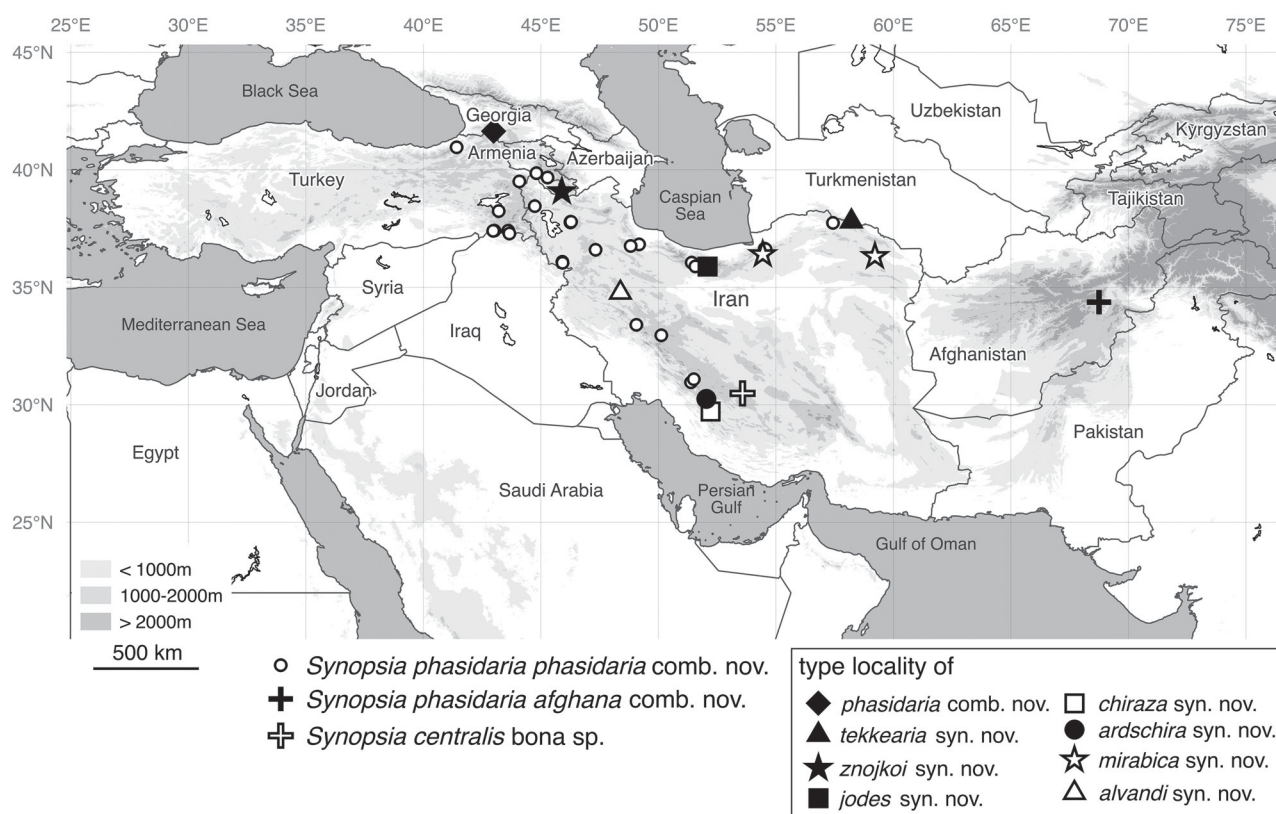 25°E 30°E 35°E 40°E 45°E 50°E 55°E 60°E 65°E 70°E 75°E
45°N
40°N
35°N
30°N
25°N
Black Sea
Georgia
Armenia
Azerbaijan
Turkey
Caspian
Sea
Uzbekistan
Kyrgyzstan
Turkmenistan
Tajikistan
Mediterranean Sea
Syria
Iraq
Iran
Afghanistan
Jordan
Egypt
Saudi Arabia
Persian
Gulf
Pakistan
Gulf of Oman
< 1000m
1000-2000m
> 2000m
500 km
Synopsia phasidaria phasidaria comb. nov.
Synopsia phasidaria afghana comb. nov.
Synopsia centralis bona sp.
type locality of
phasidaria comb. nov.
tekkearia syn. nov.
znojkoi syn. nov.
jodes syn. nov.
chiraza syn. nov.
ardschira syn. nov.
mirabica syn. nov.
alvandi syn. nov.